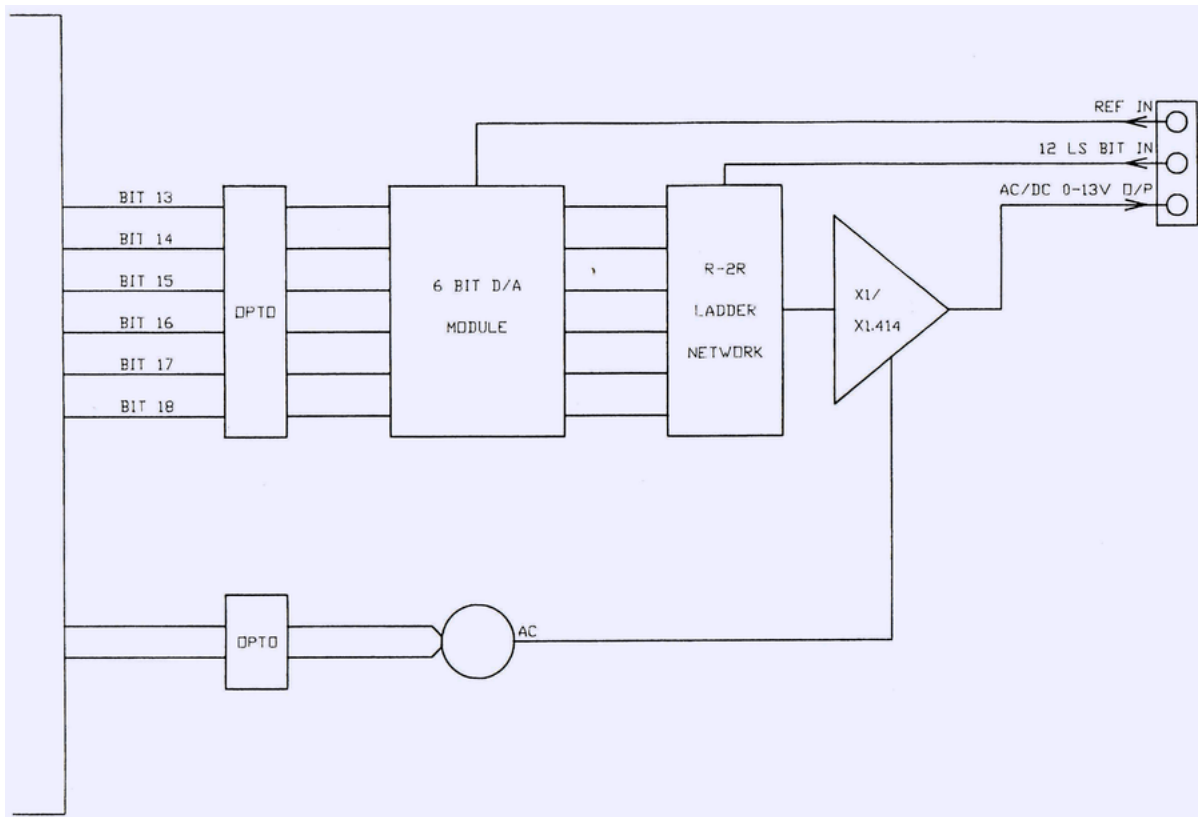 REF IN
12 LS BIT IN
AC/DC 0-13V O/P
BIT 13
BIT 14
BIT 15
BIT 16
BIT 17
BIT 18
OPTO
6 BIT D/A
MODULE
R-2R
LADDER
NETWORK
X1/
X1.414
OPTO
AC